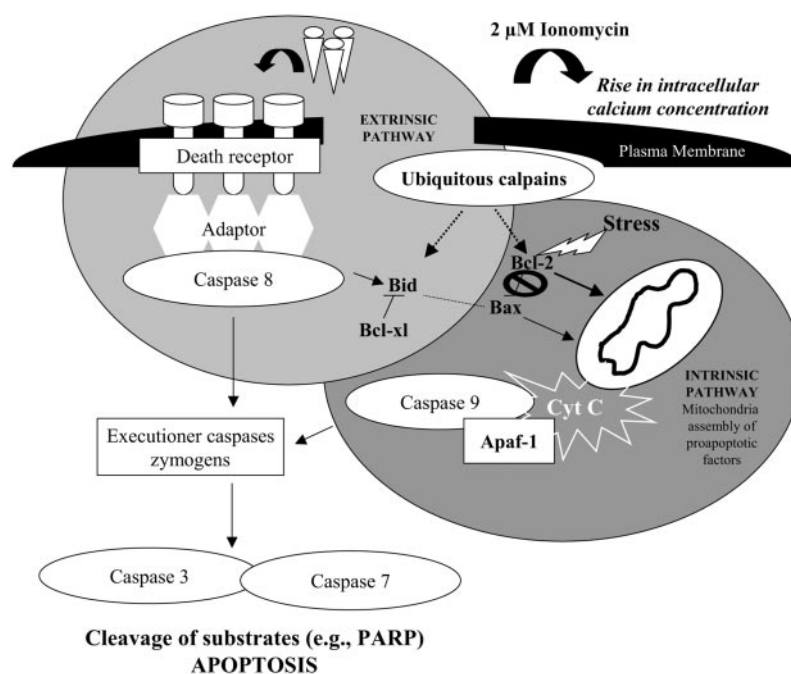 2 µM Ionomycin
Rise in intracellular
calcium concentration
EXTRINSIC
PATHWAY
Plasma Membrane
Death receptor
Ubiquitous calpains
Adaptor
Stress
Caspase 8
Bcl-2
Bid
Bax
Bcl-xl
INTRINSIC
PATHWAY
Mitochondria
assembly of
proapoptotic
factors
Caspase 9
Cyt C
Apaf-1
Executioner caspases
zymogens
Caspase 3
Caspase 7
Cleavage of substrates (e.g., PARP)
APOPTOSIS